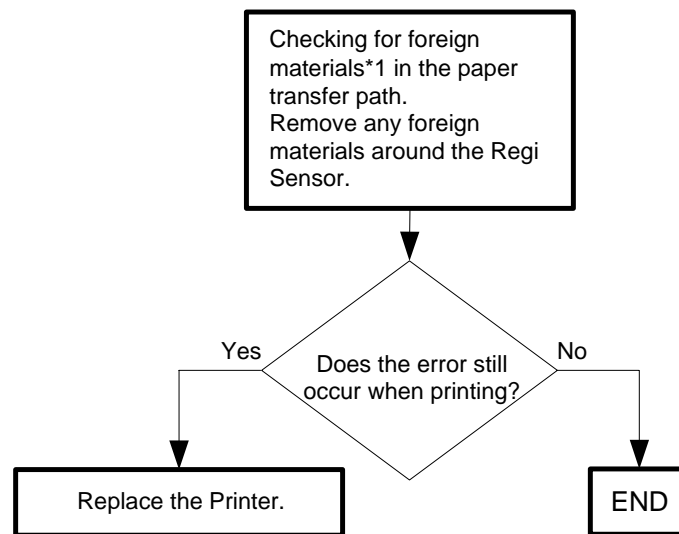 Checking for foreign
materials*1 in the paper
transfer path.
Remove any foreign
materials around the Regi
Sensor.
Yes
No
Does the error still
occur when printing?
Replace the Printer.
END